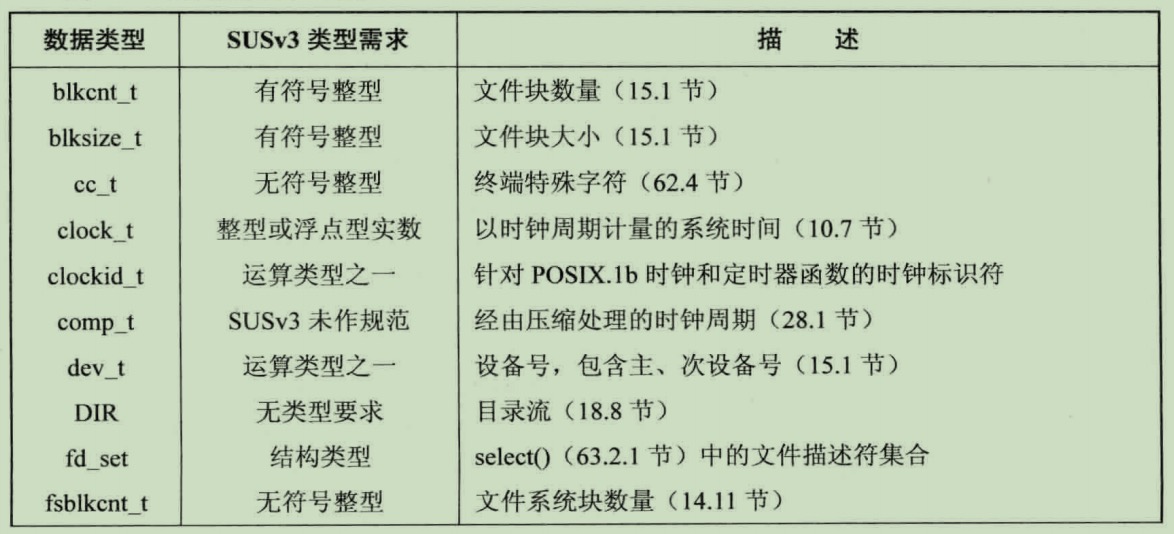 数据类型 SUSv3 类型需求 描 述
blkcnt_t 有符号整型 文件块数量（15.1 节）
blksize_t 有符号整型 文件块大小（15.1 节）
cc_t 无符号整型 终端特殊字符（62.4 节）
clock_t 整型或浮点型实数 以时钟周期计量的系统时间（10.7 节）
clockid_t 运算类型之一 针对 POSIX.1b 时钟和定时器函数的时钟标识符
comp_t SUSv3 未作规范 经由压缩处理的时钟周期（28.1 节）
dev_t 运算类型之一 设备号，包含主、次设备号（15.1 节）
DIR 无类型要求 目录流（18.8 节）
fd_set 结构类型 select()（63.2.1 节）中的文件描述符集合
fsblkcnt_t 无符号整型 文件系统块数量（14.11 节）